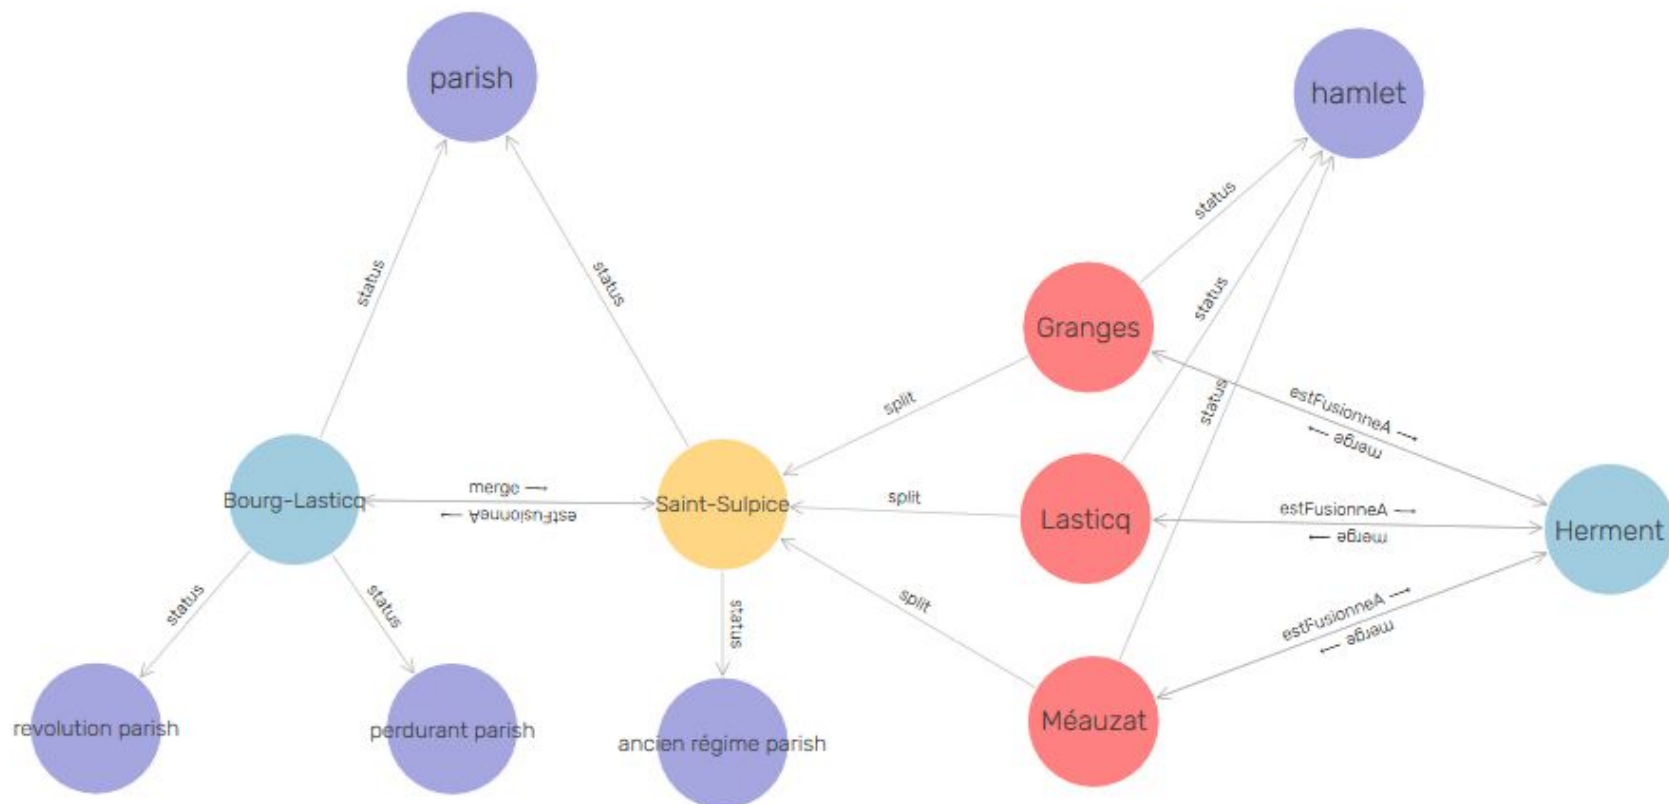 parish
hamlet
status
status
status
status
status
Granges
split
estFusionneA →
merge →
Bourg-Lasticq
merge →
estFusionneA →
Saint-Sulpice
split
Lasticq
estFusionneA →
merge →
Herment
status
status
status
split
estFusionneA →
merge →
revolution parish
perdurant parish
ancien régime parish
Méauzat